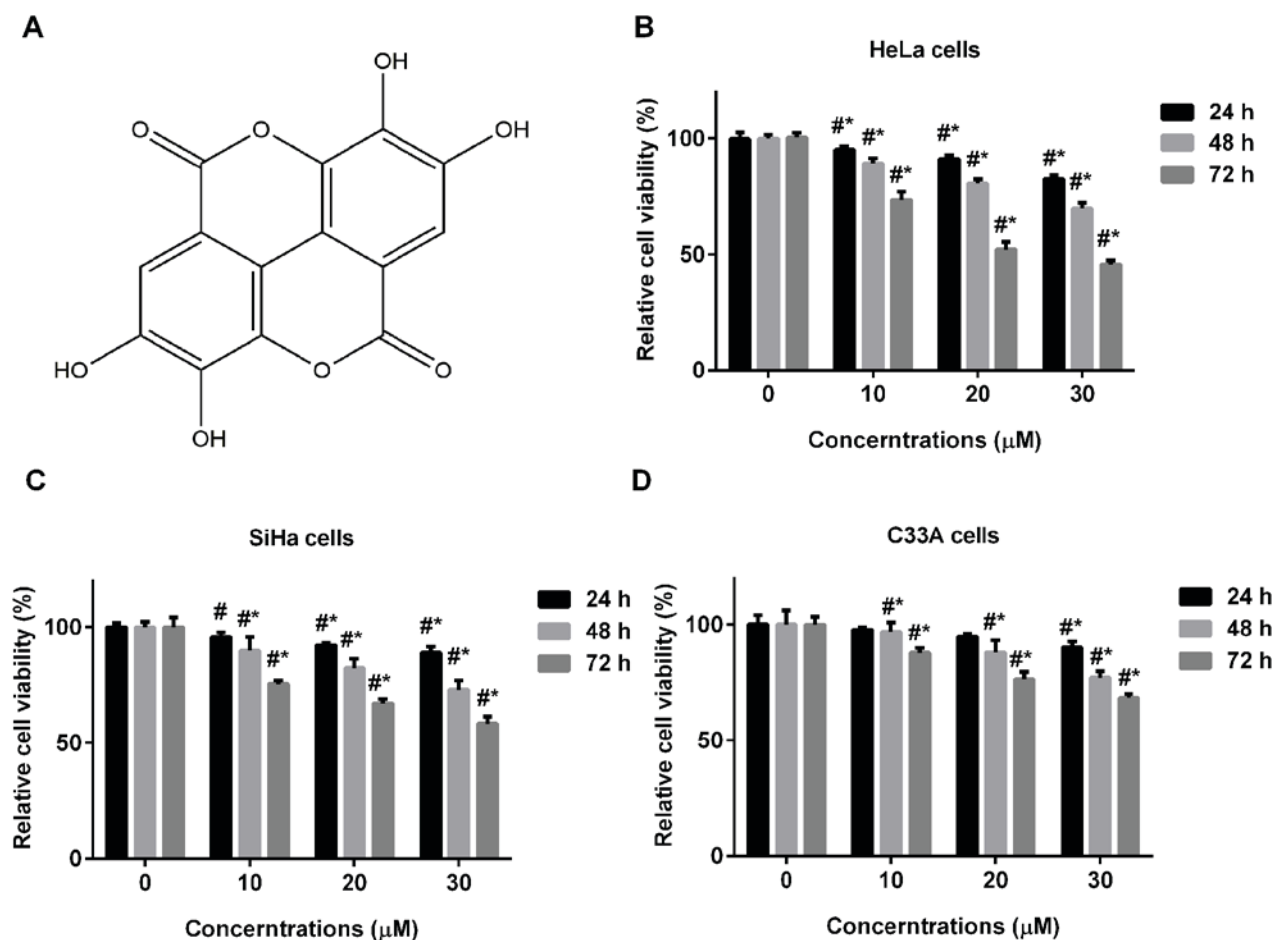 A
OH
O
O
OH
HO
O
O
OH
B
HeLa cells
Relative cell viability (%)
100
50
0
#* #* #*
#* #* #*
#* #* #*
0 10 20 30
Concerntrations (μM)
24 h
48 h
72 h
C
SiHa cells
Relative cell viability (%)
100
50
0
# #* #*
#* #* #*
#* #* #*
0 10 20 30
Concerntrations (μM)
24 h
48 h
72 h
D
C33A cells
Relative cell viability (%)
100
50
0
#* #*
#* #*
#* #* #*
0 10 20 30
Concerntrations (μM)
24 h
48 h
72 h